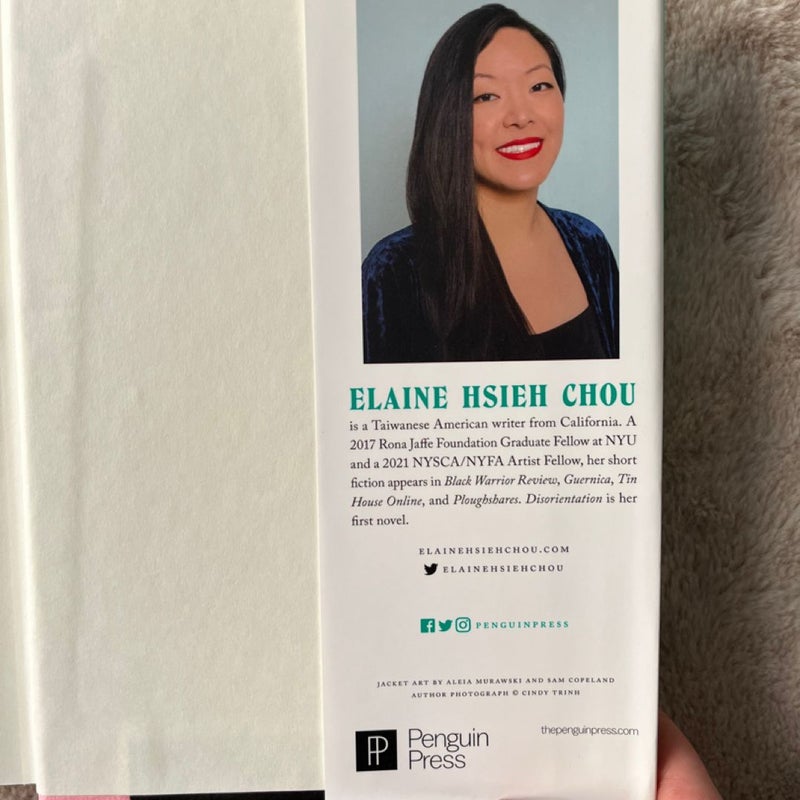 ELAINE HSIEH CHOU
is a Taiwanese American writer from California. A
2017 Rona Jaffe Foundation Graduate Fellow at NYU
and a 2021 NYSCA/NYFA Artist Fellow, her short
fiction appears in Black Warrior Review, Guernica, Tin
House Online, and Ploughshares. Disorientation is her
first novel.
ELAINEHSIEHCHOU.COM
ELAINEHSIEHCHOU
PENGUINPRESS
JACKET ART BY ALEIA MURAWSKI AND SAM COPELAND
AUTHOR PHOTOGRAPH © CINDY TRINH
PP
Penguin
Press
thepenguinpress.com